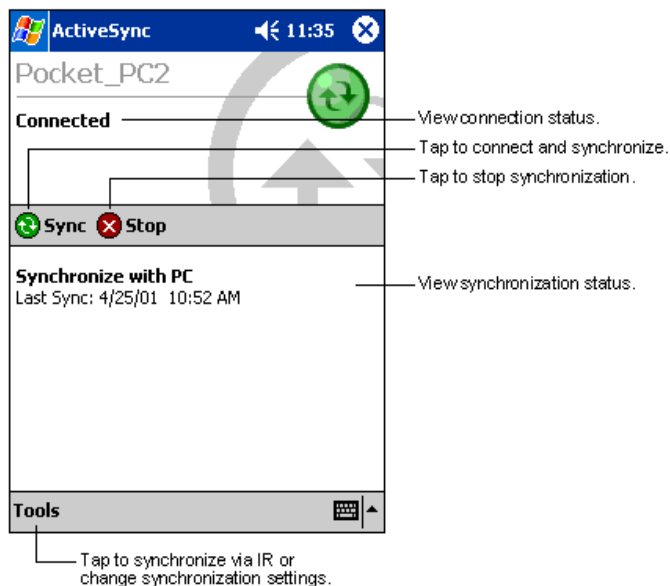 ActiveSync 11:35
Pocket_PC2
Connected
View connection status.
Tap to connect and synchronize.
Tap to stop synchronization.
Sync Stop
Synchronize with PC
Last Sync: 4/25/01 10:52 AM
View synchronization status.
Tools
Tap to synchronize via IR or
change synchronization settings.